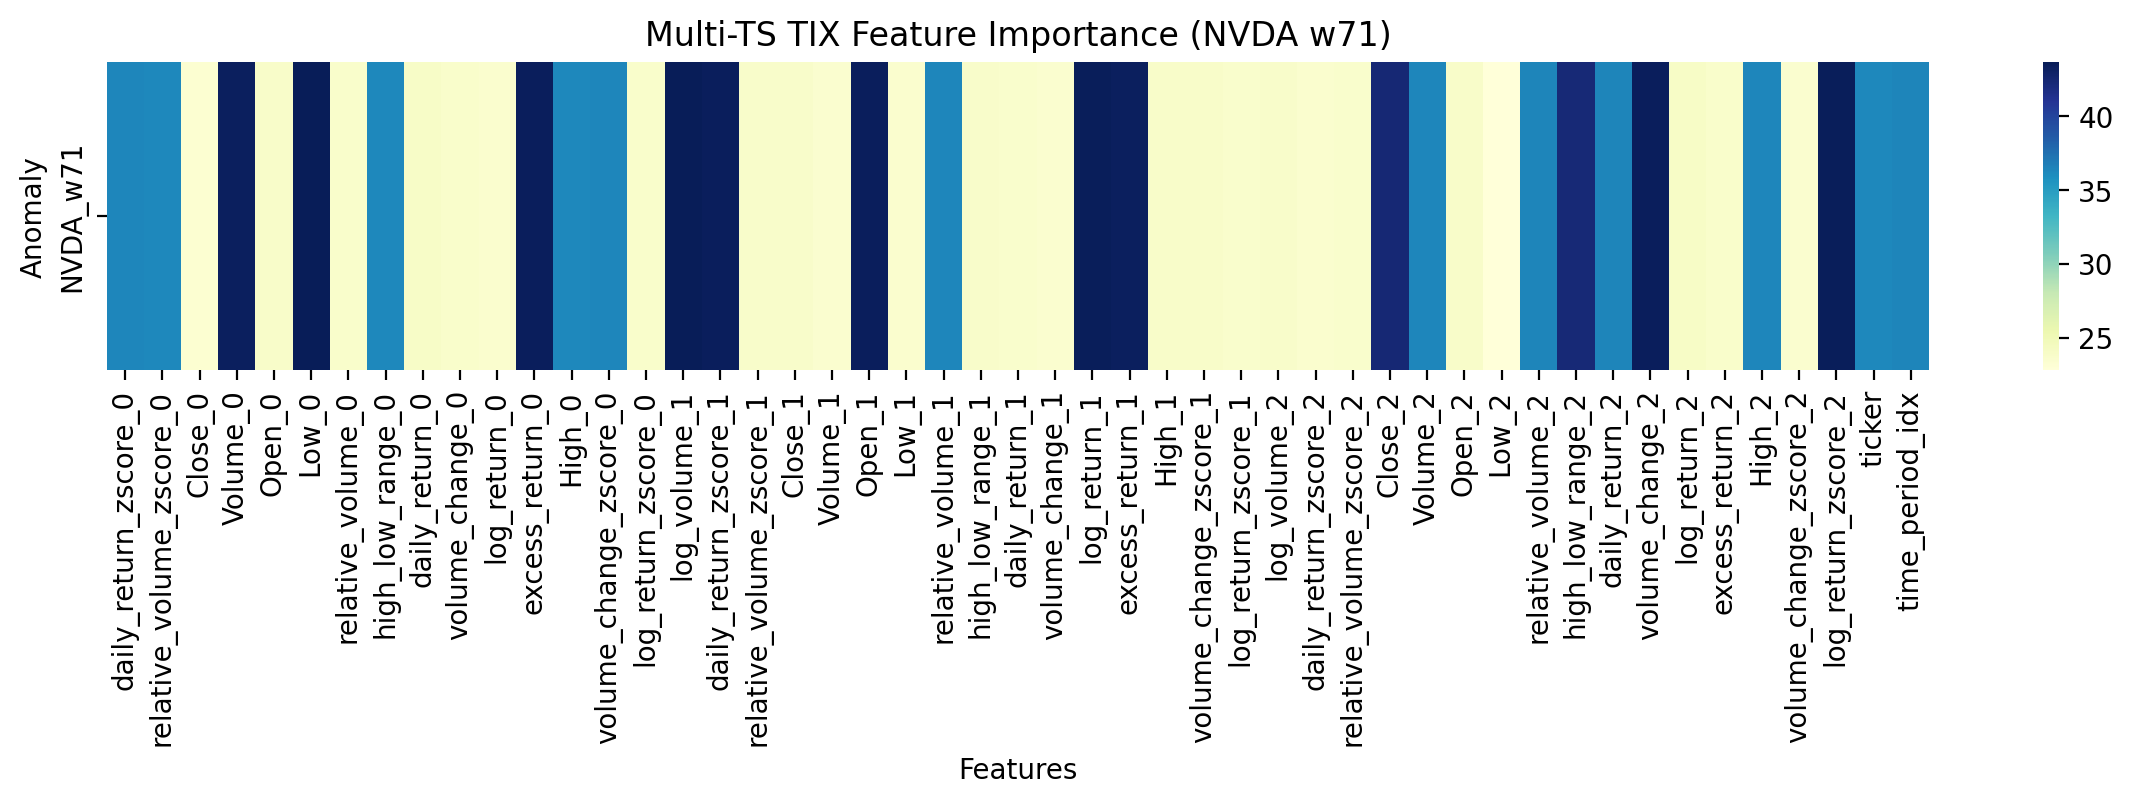 Multi-TS TIX Feature Importance (NVDA w71)
Anomaly
NVDA_w71
daily_return_zscore_0
relative_volume_zscore_0
Close_0
Volume_0
Open_0
Low_0
relative_volume_0
high_low_range_0
daily_return_0
volume_change_0
log_return_0
excess_return_0
High_0
volume_change_zscore_0
log_return_zscore_0
log_volume_1
daily_return_zscore_1
relative_volume_zscore_1
Close_1
Volume_1
Open_1
Low_1
relative_volume_1
high_low_range_1
daily_return_1
volume_change_1
log_return_1
excess_return_1
High_1
volume_change_zscore_1
log_return_zscore_1
log_volume_2
daily_return_zscore_2
relative_volume_zscore_2
Close_2
Volume_2
Open_2
Low_2
relative_volume_2
high_low_range_2
daily_return_2
volume_change_2
log_return_2
excess_return_2
High_2
volume_change_zscore_2
log_return_zscore_2
ticker
time_period_idx
Features
40
35
30
25